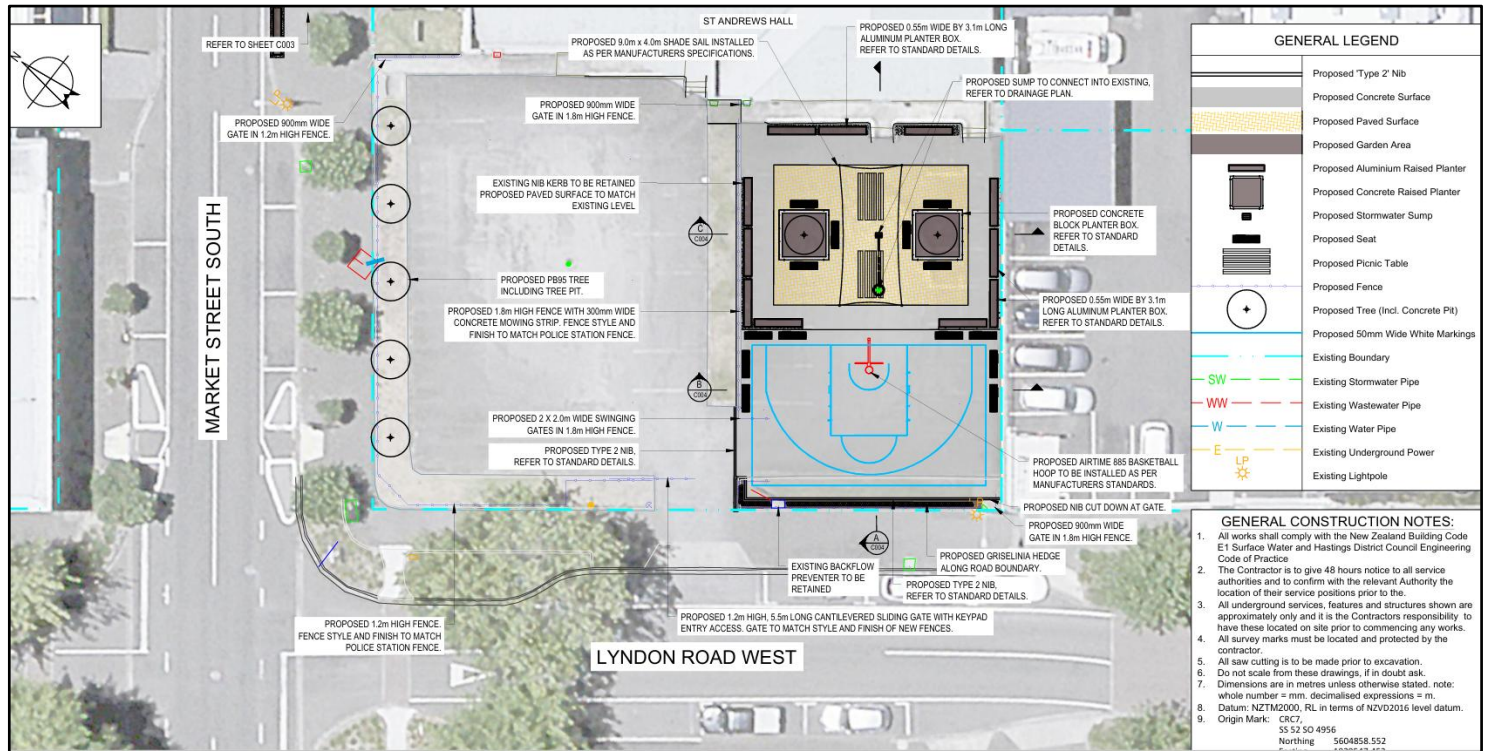 ST ANDREWS HALL
REFER TO SHEET C003
N
PROPOSED 9.0m x 4.0m SHADE SAIL INSTALLED
AS PER MANUFACTURERS SPECIFICATIONS.
PROPOSED 0.55m WIDE BY 3.1m LONG
ALUMINUM PLANTER BOX.
REFER TO STANDARD DETAILS.
PROPOSED SUMP TO CONNECT INTO EXISTING,
REFER TO DRAINAGE PLAN.
PROPOSED 900mm WIDE
GATE IN 1.2m HIGH FENCE.
PROPOSED 900mm WIDE
GATE IN 1.8m HIGH FENCE.
EXISTING NIB KERB TO BE RETAINED
PROPOSED PAVED SURFACE TO MATCH
EXISTING LEVEL
PROPOSED CONCRETE
BLOCK PLANTER BOX.
REFER TO STANDARD
DETAILS.
C
C004
MARKET STREET SOUTH
PROPOSED PB95 TREE
INCLUDING TREE PIT.
PROPOSED 1.8m HIGH FENCE WITH 300mm WIDE
CONCRETE MOWING STRIP. FENCE STYLE AND
FINISH TO MATCH POLICE STATION FENCE.
PROPOSED 0.55m WIDE BY 3.1m
LONG ALUMINUM PLANTER BOX.
REFER TO STANDARD DETAILS.
B
C004
PROPOSED 2 X 2.0m WIDE SWINGING
GATES IN 1.8m HIGH FENCE.
PROPOSED TYPE 2 NIB,
REFER TO STANDARD DETAILS.
PROPOSED AIRTIME 885 BASKETBALL
HOOP TO BE INSTALLED AS PER
MANUFACTURERS STANDARDS.
PROPOSED NIB CUT DOWN AT GATE.
PROPOSED 900mm WIDE
GATE IN 1.8m HIGH FENCE.
A
C004
EXISTING BACKFLOW
PREVENTER TO BE
RETAINED
PROPOSED GRISELINIA HEDGE
ALONG ROAD BOUNDARY.
PROPOSED TYPE 2 NIB,
REFER TO STANDARD DETAILS.
PROPOSED 1.2m HIGH FENCE.
FENCE STYLE AND FINISH TO MATCH
POLICE STATION FENCE.
PROPOSED 1.2m HIGH, 5.5m LONG CANTILEVERED SLIDING GATE WITH KEYPAD
ENTRY ACCESS. GATE TO MATCH STYLE AND FINISH OF NEW FENCES.
LYNDON ROAD WEST
GENERAL LEGEND
Proposed 'Type 2' Nib
Proposed Concrete Surface
Proposed Paved Surface
Proposed Garden Area
Proposed Aluminium Raised Planter
Proposed Concrete Raised Planter
Proposed Stormwater Sump
Proposed Seat
Proposed Picnic Table
Proposed Fence
Proposed Tree (Incl. Concrete Pit)
Proposed 50mm Wide White Markings
Existing Boundary
SW Existing Stormwater Pipe
WW Existing Wastewater Pipe
W Existing Water Pipe
E Existing Underground Power
LP Existing Lightpole
GENERAL CONSTRUCTION NOTES:
1. All works shall comply with the New Zealand Building Code
E1 Surface Water and Hastings District Council Engineering
Code of Practice
2. The Contractor is to give 48 hours notice to all service
authorities and to confirm with the relevant Authority the
location of their service positions prior to the.
3. All underground services, features and structures shown are
approximately only and it is the Contractors responsibility to
have these located on site prior to commencing any works.
4. All survey marks must be located and protected by the
contractor.
5. All saw cutting is to be made prior to excavation.
6. Do not scale from these drawings, if in doubt ask.
7. Dimensions are in metres unless otherwise stated. note:
whole number = mm. decimalised expressions = m.
8. Datum: NZTM2000, RL in terms of NZVD2016 level datum.
9. Origin Mark: CRC7,
SS 52 SO 4956
Northing 5604858.552